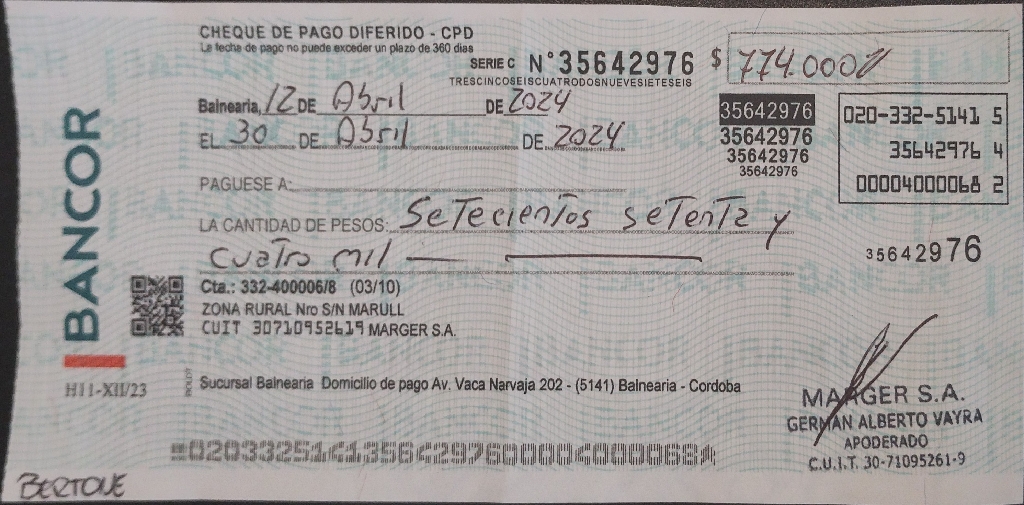 CHEQUE DE PAGO DIFERIDO - CPD
La fecha de pago no puede exceder un plazo de 360 dias
SERIE C N° 35642976 $ 774.000
TRESCINCOSEISCUATRODOSNUEVESIETESEIS
Balnearia, 12 DE Abril DE 2024
EL 30 DE Abril DE 2024
35642976
35642976
35642976
35642976
020-332-5141 5
35642976 4
00004000068 2
PAGUESE A:
LA CANTIDAD DE PESOS: Setecientos setenta y
cuatro mil
35642976
BANCOR
Cta.: 332-400006/8 (03/10)
ZONA RURAL Nro S/N MARULL
CUIT 30710952619 MARGER S.A.
H11-XII/23
Sucursal Balnearia Domicilio de pago Av. Vaca Narvaja 202 - (5141) Balnearia - Cordoba
MARGER S.A.
GERMAN ALBERTO VAYRA
APODERADO
C.U.I.T. 30-71095261-9